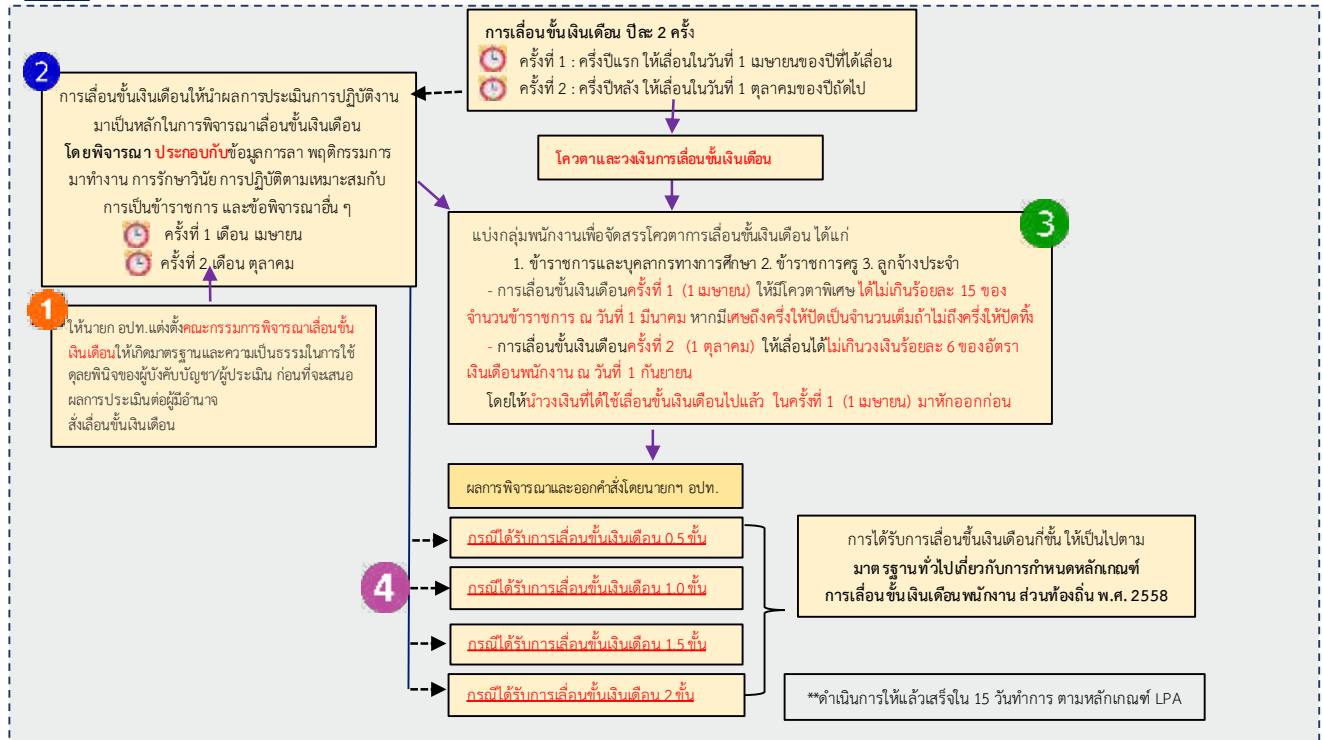 การเลื่อนขั้นเงินเดือน ปีละ 2 ครั้ง
ครั้งที่ 1 : ครึ่งปีแรก ให้เลื่อนในวันที่ 1 เมษายนของปีที่ได้เลื่อน
ครั้งที่ 2 : ครึ่งปีหลัง ให้เลื่อนในวันที่ 1 ตุลาคมของปีถัดไป
2
การเลื่อนขั้นเงินเดือนให้นำผลการประเมินการปฏิบัติงาน
มาเป็นหลักในการพิจารณาเลื่อนขั้นเงินเดือน
โดยพิจารณา ประกอบกับข้อมูลการลา พฤติกรรมการ
มาทำงาน การรักษาวินัย การปฏิบัติตามเหมาะสมกับ
การเป็นข้าราชการ และข้อพิจารณาอื่น ๆ
ครั้งที่ 1 เดือน เมษายน
ครั้งที่ 2 เดือน ตุลาคม
โควตาและวงเงินการเลื่อนขั้นเงินเดือน
3
แบ่งกลุ่มพนักงานเพื่อจัดสรรโควตาการเลื่อนขั้นเงินเดือน ได้แก่
1. ข้าราชการและบุคลากรทางการศึกษา 2. ข้าราชการครู 3. ลูกจ้างประจำ
- การเลื่อนขั้นเงินเดือนครั้งที่ 1 (1 เมษายน) ให้มีโควตาพิเศษ ได้ไม่เกินร้อยละ 15 ของ
จำนวนข้าราชการ ณ วันที่ 1 มีนาคม หากมีเศษถึงครึ่งให้ปัดเป็นจำนวนเต็มถ้าไม่ถึงครึ่งให้ปัดทิ้ง
- การเลื่อนขั้นเงินเดือนครั้งที่ 2 (1 ตุลาคม) ให้เลื่อนได้ไม่เกินวงเงินร้อยละ 6 ของอัตรา
เงินเดือนพนักงาน ณ วันที่ 1 กันยายน
โดยให้นำวงเงินที่ได้ใช้เลื่อนขั้นเงินเดือนไปแล้ว ในครั้งที่ 1 (1 เมษายน) มาหักออกก่อน
1
ให้นายก อปท.แต่งตั้งคณะกรรมการพิจารณาเลื่อนขั้น
เงินเดือนให้เกิดมาตรฐานและความเป็นธรรมในการใช้
ดุลยพินิจของผู้บังคับบัญชา/ผู้ประเมิน ก่อนที่จะเสนอ
ผลการประเมินต่อผู้มีอำนาจ
สั่งเลื่อนขั้นเงินเดือน
ผลการพิจารณาและออกคำสั่งโดยนายกฯ อปท.
4
กรณีได้รับการเลื่อนขั้นเงินเดือน 0.5 ขั้น
กรณีได้รับการเลื่อนขั้นเงินเดือน 1.0 ขั้น
กรณีได้รับการเลื่อนขั้นเงินเดือน 1.5 ขั้น
กรณีได้รับการเลื่อนขั้นเงินเดือน 2 ขั้น
การได้รับการเลื่อนขึ้นเงินเดือนกี่ขั้น ให้เป็นไปตาม
มาตรฐานทั่วไปเกี่ยวกับการกำหนดหลักเกณฑ์
การเลื่อนขั้นเงินเดือนพนักงาน ส่วนท้องถิ่น พ.ศ. 2558
**ดำเนินการให้แล้วเสร็จใน 15 วันทำการ ตามหลักเกณฑ์ LPA